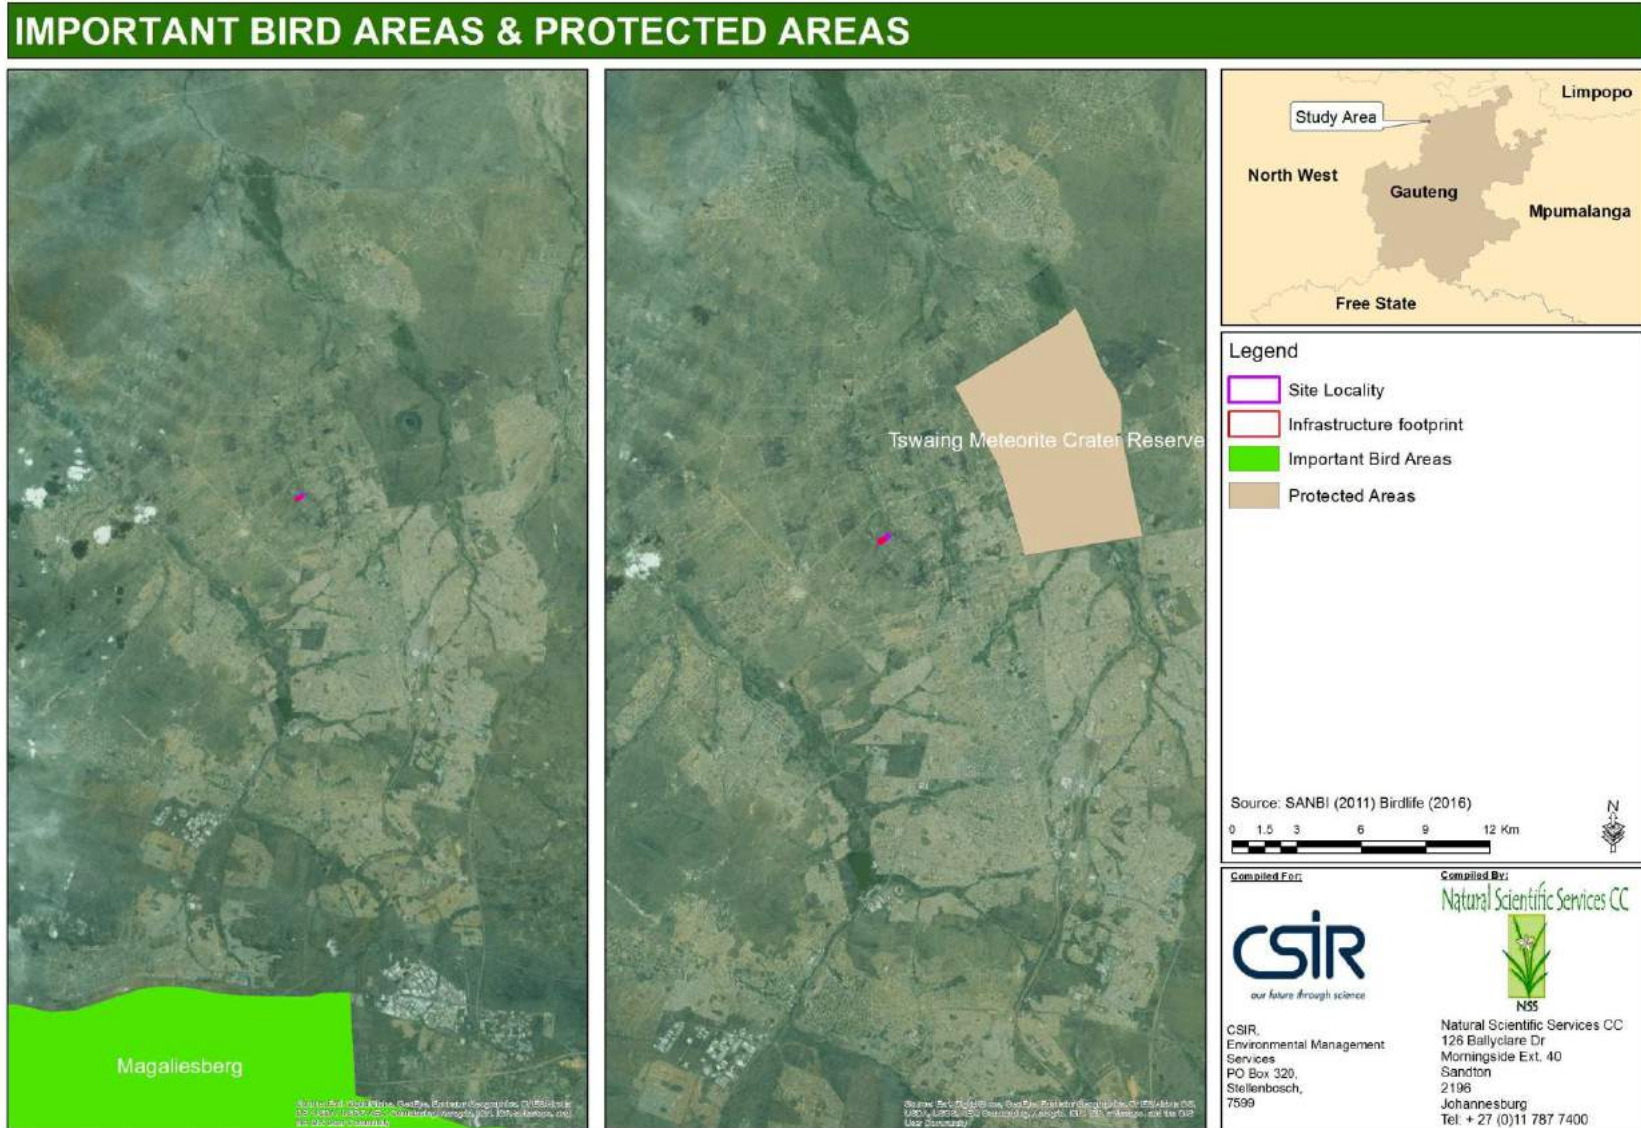 IMPORTANT BIRD AREAS & PROTECTED AREAS
Magaliesberg
Tswaing Meteorite Crater Reserve
Limpopo
Study Area
North West
Gauteng
Mpumalanga
Free State
Legend
Site Locality
Infrastructure footprint
Important Bird Areas
Protected Areas
Source: SANBI (2011) Birdlife (2016)
0 1.5 3 6 9 12 Km
N
Compiled For:
CSIR
our future through science
CSIR,
Environmental Management
Services
PO Box 320,
Stellenbosch,
7599
Compiled By:
Natural Scientific Services CC
NSS
Natural Scientific Services CC
126 Ballyclare Dr
Morningside Ext. 40
Sandton
2196
Johannesburg
Tel: + 27 (0)11 787 7400